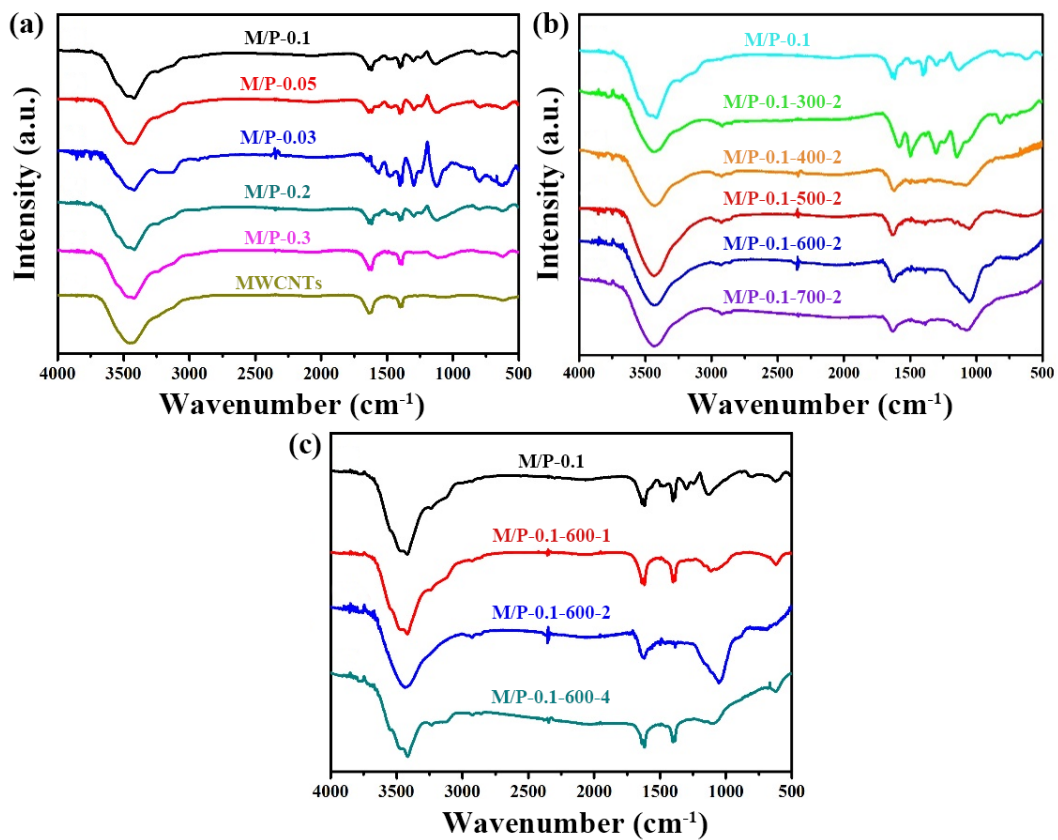 (a)
M/P-0.1
M/P-0.05
M/P-0.03
M/P-0.2
M/P-0.3
MWCNTs
Intensity (a.u.)
4000 3500 3000 2500 2000 1500 1000 500
Wavenumber (cm⁻¹)
(b)
M/P-0.1
M/P-0.1-300-2
M/P-0.1-400-2
M/P-0.1-500-2
M/P-0.1-600-2
M/P-0.1-700-2
Intensity (a.u.)
4000 3500 3000 2500 2000 1500 1000 500
Wavenumber (cm⁻¹)
(c)
M/P-0.1
M/P-0.1-600-1
M/P-0.1-600-2
M/P-0.1-600-4
Intensity (a.u.)
4000 3500 3000 2500 2000 1500 1000 500
Wavenumber (cm⁻¹)